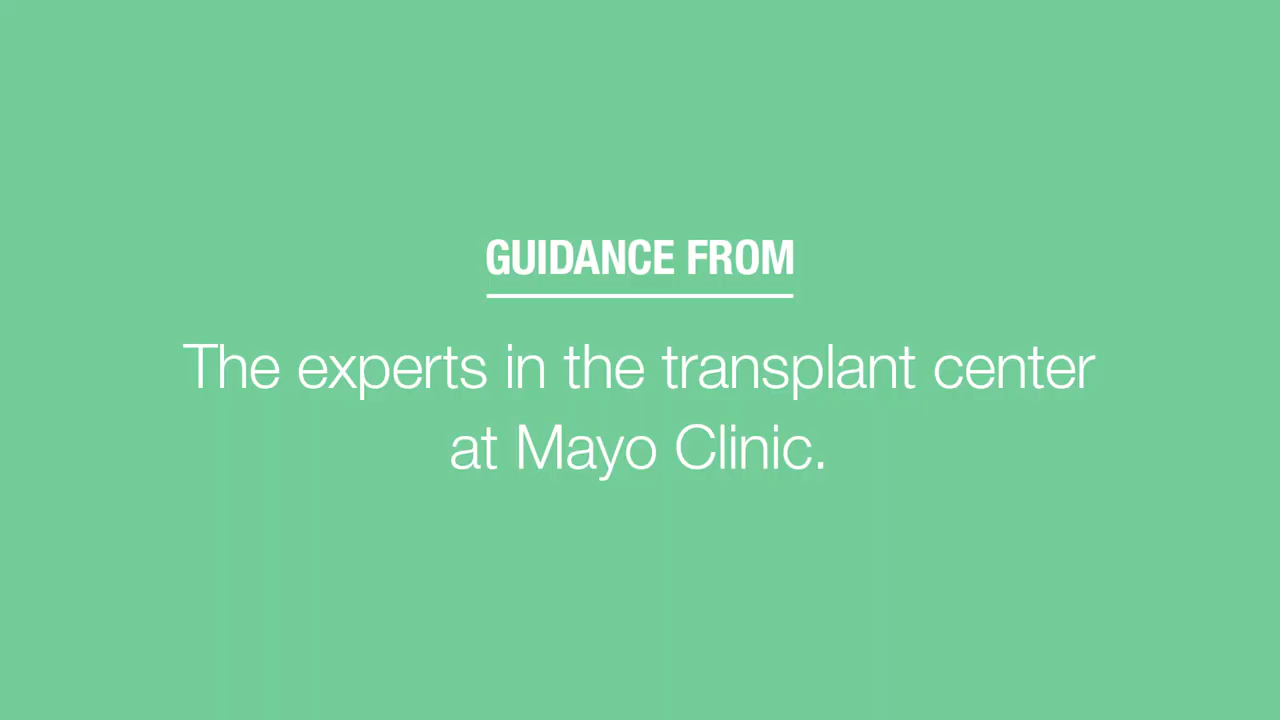 GUIDANCE FROM
The experts in the transplant center
at Mayo Clinic.